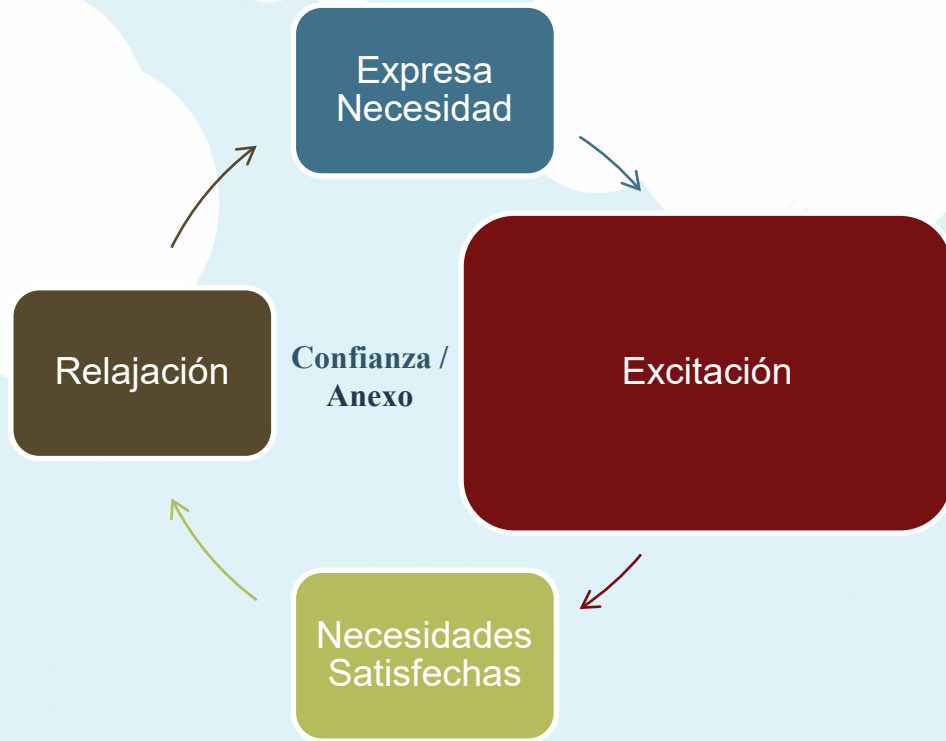 Expresa
Necesidad
Relajación
Confianza /
Anexo
Excitación
Necesidades
Satisfechas